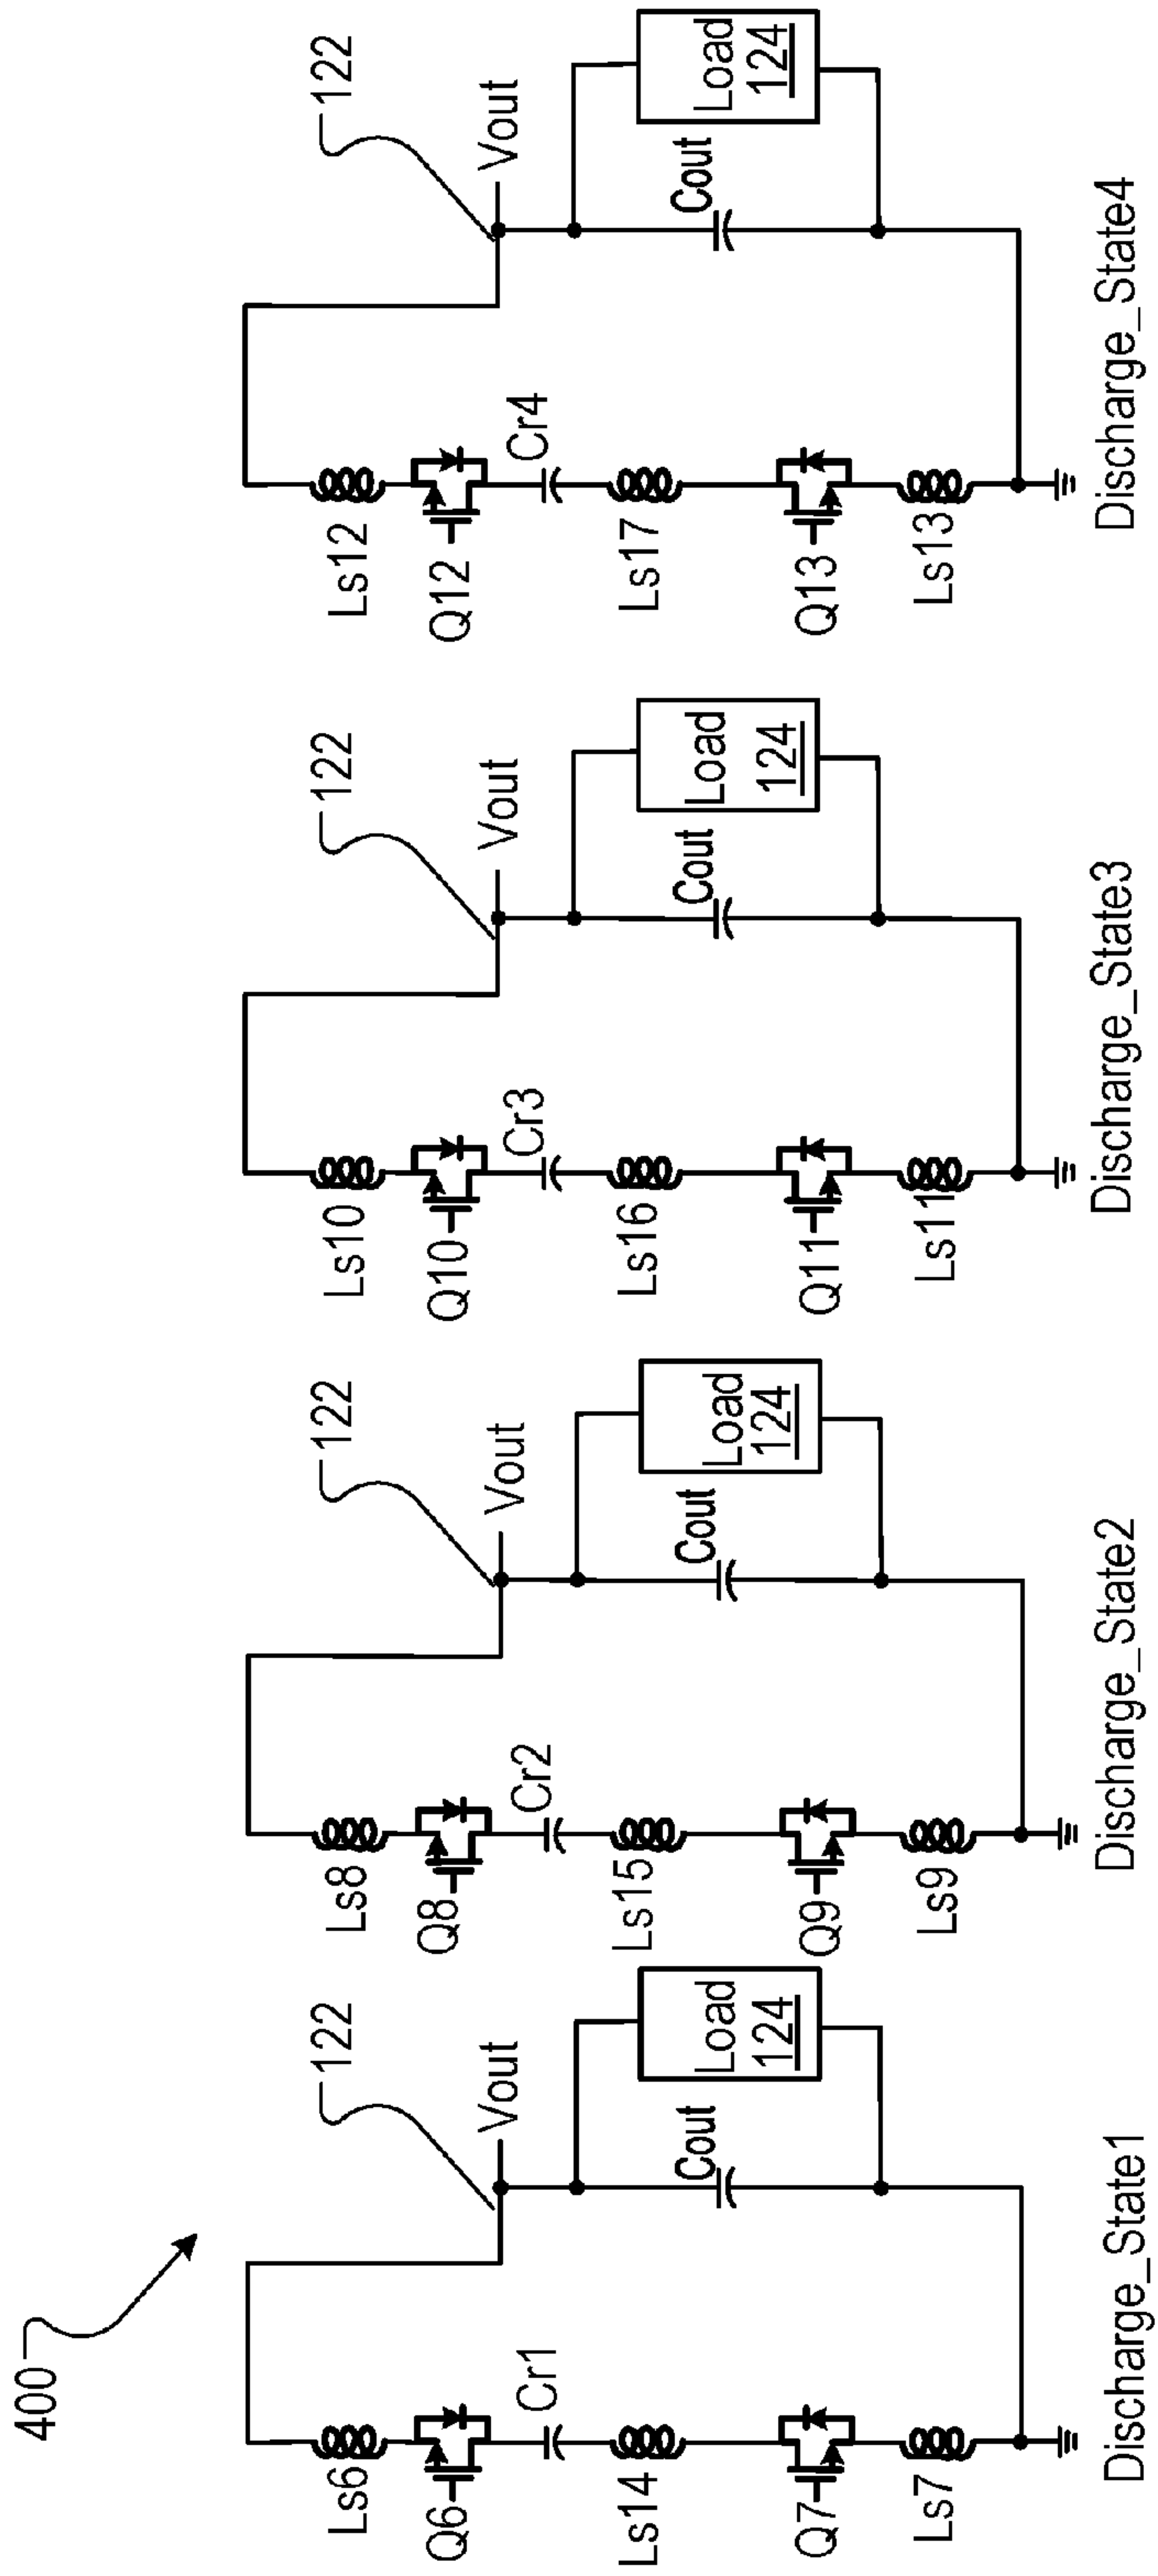 400
122
Vout
Ls6
Q6
Cr1
Ls14
Q7
Ls7
Cout
Load
124
Discharge_State1
122
Vout
Ls8
Q8
Cr2
Ls15
Q9
Ls9
Cout
Load
124
Discharge_State2
122
Vout
Ls10
Q10
Cr3
Ls16
Q11
Ls11
Cout
Load
124
Discharge_State3
122
Vout
Ls12
Q12
Cr4
Ls17
Q13
Ls13
Cout
Load
124
Discharge_State4